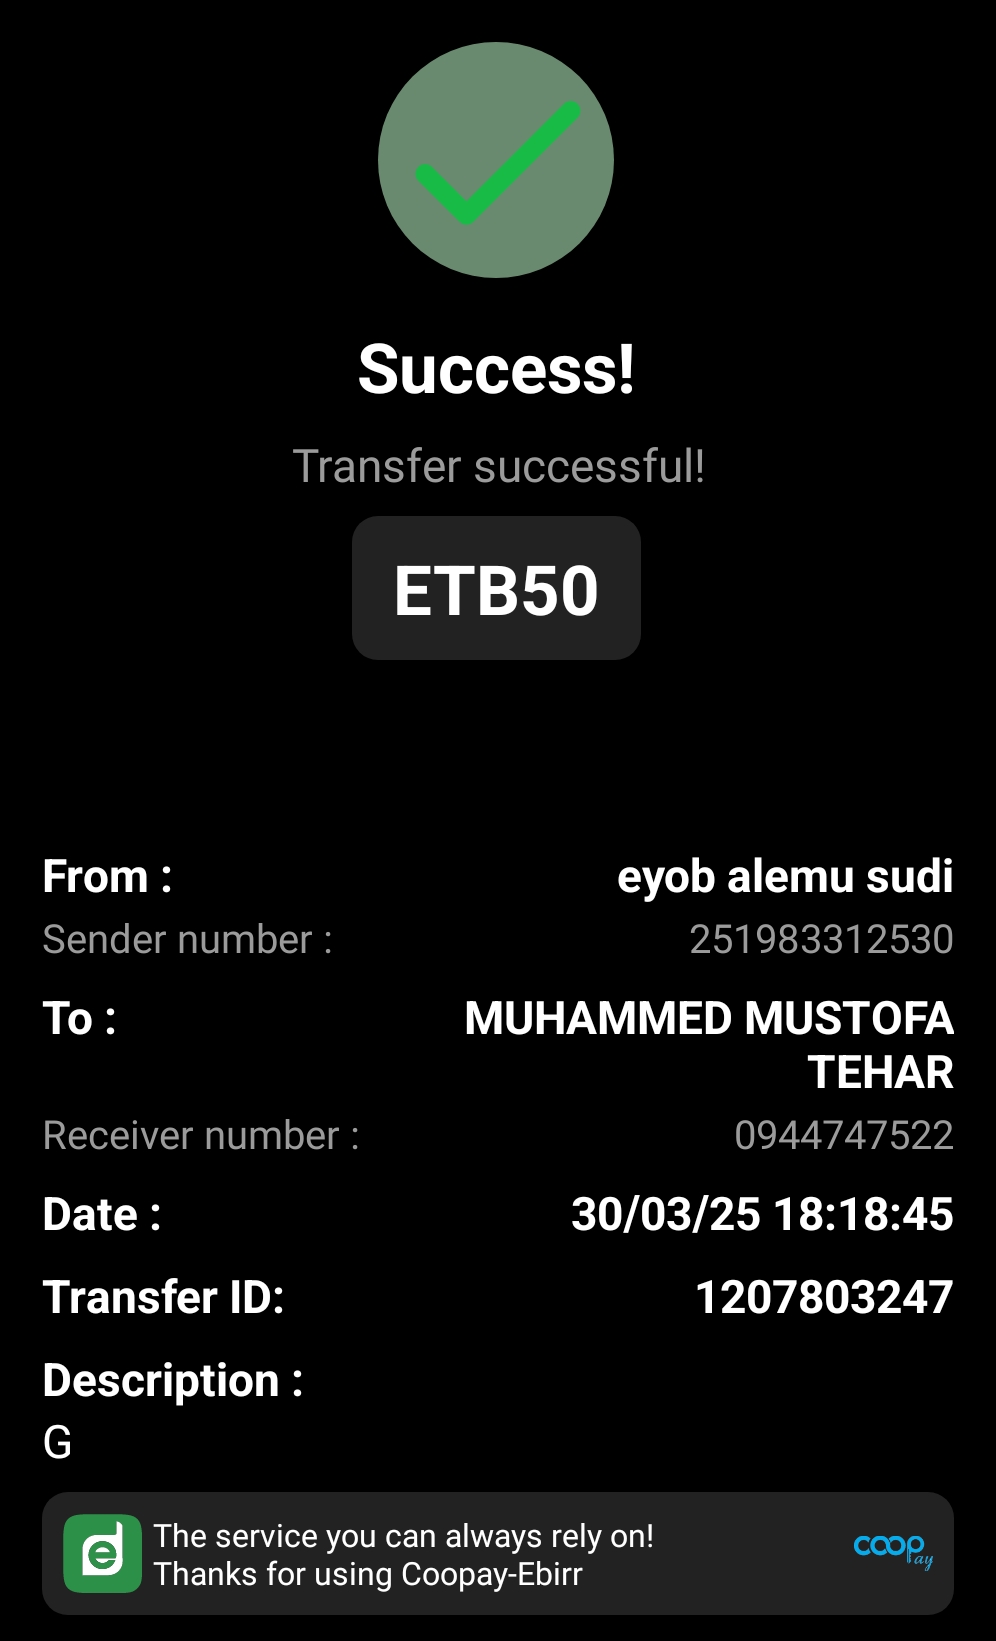 Success!
Transfer successful!
ETB50
From : eyob alemu sudi
Sender number : 251983312530
To : MUHAMMED MUSTOFA
TEHAR
Receiver number : 0944747522
Date : 30/03/25 18:18:45
Transfer ID: 1207803247
Description :
G
The service you can always rely on!
Thanks for using Coopay-Ebirr
coopay